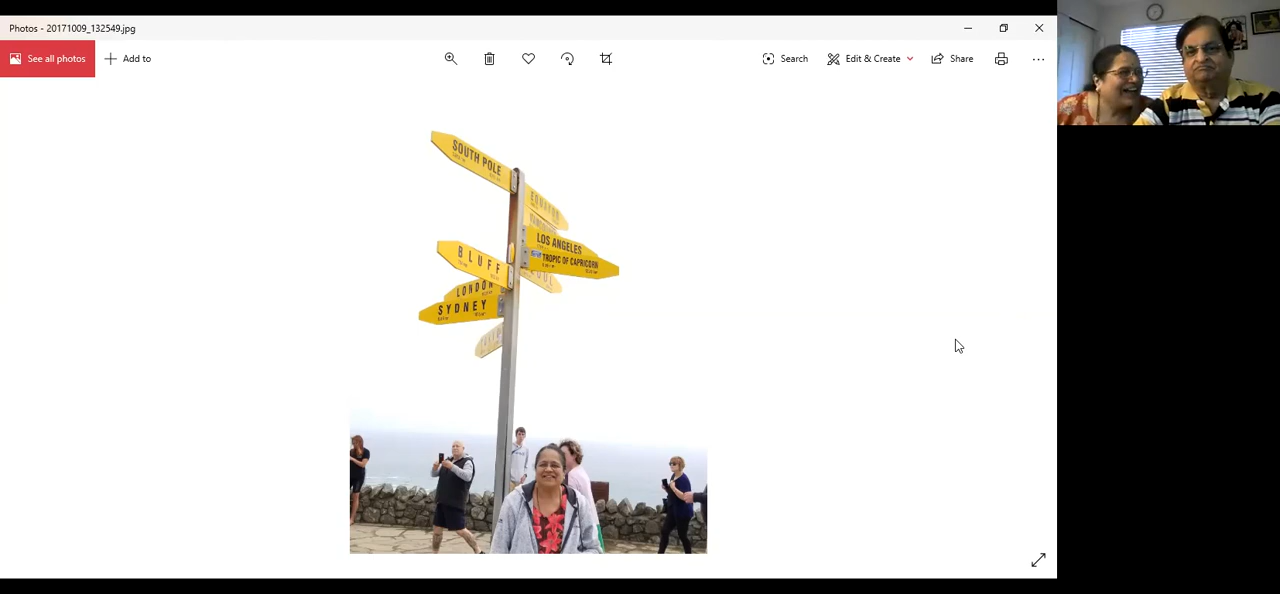 Photos - 20171009_132549.jpg
See all photos
Add to
Search
Edit & Create
Share
SOUTH POLE
EQUATOR
LOS ANGELES
TROPIC OF CAPRICORN
BLUFF
LONDON
SYDNEY